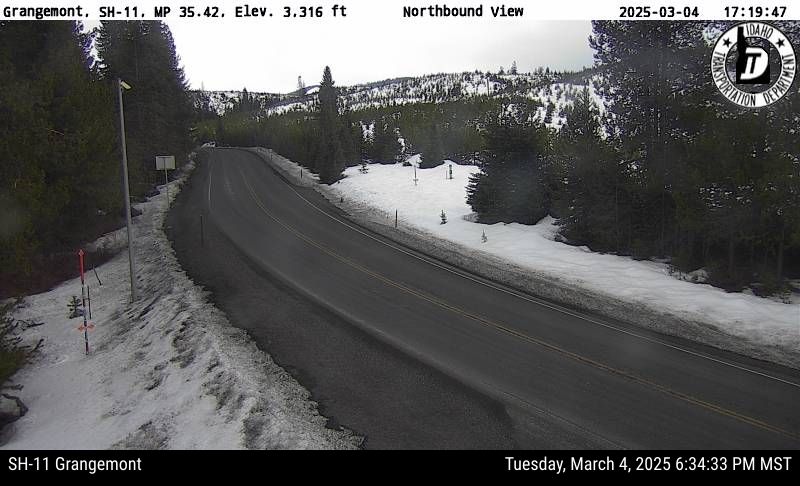 Grangemont, SH-11, MP 35.42, Elev. 3,316 ft Northbound View 2025-03-04 17:19:47
IDAHO
TRANSPORTATION DEPARTMENT
SH-11 Grangemont Tuesday, March 4, 2025 6:34:33 PM MST